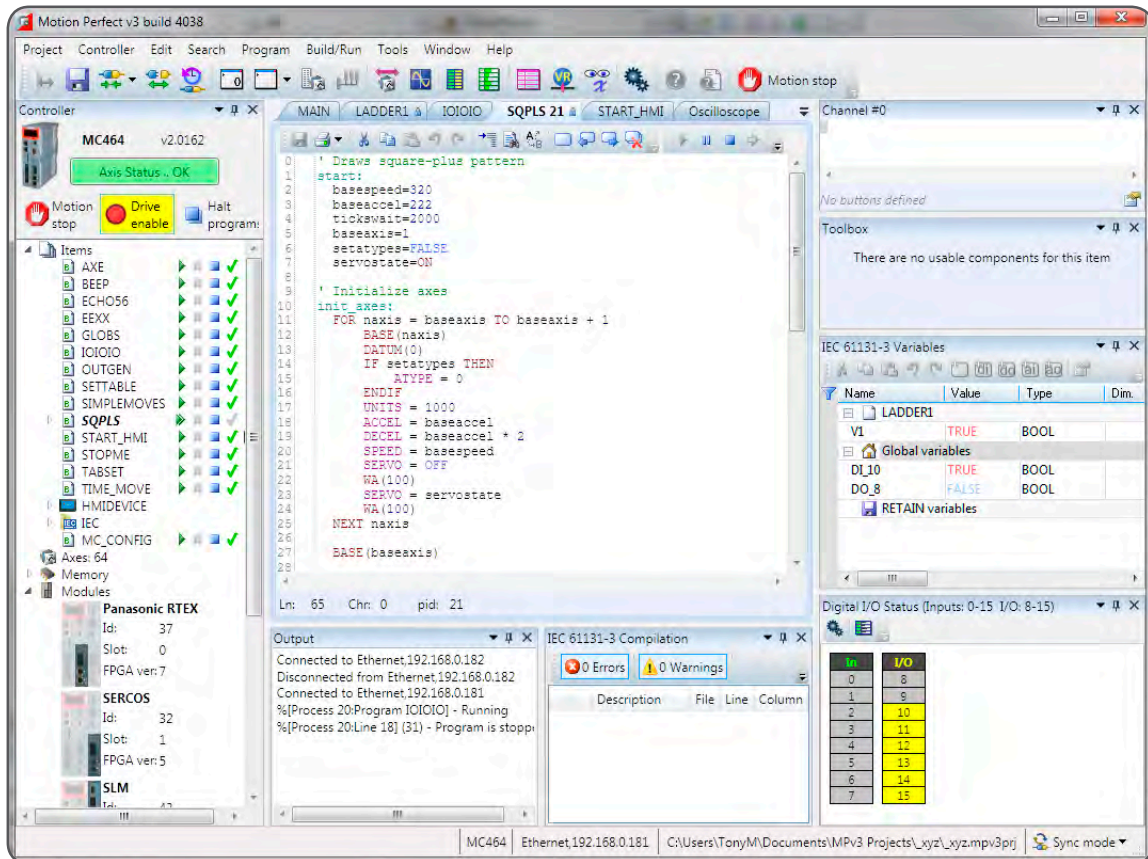 Motion Perfect v3 build 4038
Project Controller Edit Search Program Build/Run Tools Window Help
Motion stop
Controller
MC464 v2.0162
Axis Status .. OK
Motion stop
Drive enable
Halt program
Items
AXE
BEEP
ECHO56
EEXX
GLOBS
IOIOIO
OUTGEN
SETTABLE
SIMPLEMOVES
SQPLS
START_HMI
STOPME
TABSET
TIME_MOVE
HMIDEVICE
IEC
MC_CONFIG
Axes: 64
Memory
Modules
Panasonic RTEX
Id: 37
Slot: 0
FPGA ver: 7
SERCOS
Id: 32
Slot: 1
FPGA ver: 5
SLM
MAIN LADDER1 IOIOIO SQPLS 21 START_HMI Oscilloscope
0 ' Draws square-plus pattern
1 start:
2 basespeed=320
3 baseaccel=222
4 tickswait=2000
5 baseaxis=1
6 setatypes=FALSE
7 servostate=ON
8
9 ' Initialize axes
10 init_axes:
11 FOR naxis = baseaxis TO baseaxis + 1
12 BASE(naxis)
13 DATUM(0)
14 IF setatypes THEN
15 ATYPE = 0
16 ENDIF
17 UNITS = 1000
18 ACCEL = baseaccel
19 DECEL = baseaccel * 2
20 SPEED = basespeed
21 SERVO = OFF
22 WA(100)
23 SERVO = servostate
24 WA(100)
25 NEXT naxis
26
27 BASE(baseaxis)
28
Ln: 65 Chr: 0 pid: 21
Output
Connected to Ethernet,192.168.0.182
Disconnected from Ethernet,192.168.0.182
Connected to Ethernet,192.168.0.181
%[Process 20:Program IOIOIO] - Running
%[Process 20:Line 18] (31) - Program is stopp
IEC 61131-3 Compilation
0 Errors 0 Warnings
Description File Line Column
Channel #0
No buttons defined
Toolbox
There are no usable components for this item
IEC 61131-3 Variables
Name Value Type Dim.
LADDER1
V1 TRUE BOOL
Global variables
DI_10 TRUE BOOL
DO_8 FALSE BOOL
RETAIN variables
Digital I/O Status (Inputs: 0-15 I/O: 8-15)
In I/O
0 8
1 9
2 10
3 11
4 12
5 13
6 14
7 15
MC464 Ethernet,192.168.0.181 C:\Users\TonyM\Documents\MPv3 Projects\_xyz\_xyz.mpv3prj Sync mode